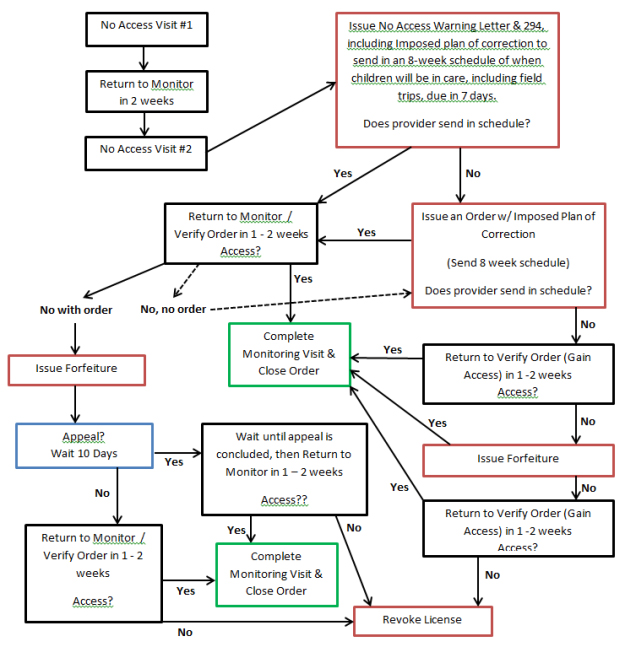 No Access Visit #1
Return to Monitor
in 2 weeks
No Access Visit #2
Issue No Access Warning Letter & 294,
including Imposed plan of correction to
send in an 8-week schedule of when
children will be in care, including field
trips, due in 7 days.
Does provider send in schedule?
Yes
No
Return to Monitor /
Verify Order in 1 - 2 weeks
Access?
Yes
Issue an Order w/ Imposed Plan of
Correction
(Send 8 week schedule)
Does provider send in schedule?
No with order
No, no order
Yes
No
Issue Forfeiture
Complete
Monitoring Visit &
Close Order
Yes
Return to Verify Order (Gain
Access) in 1 -2 weeks
Access?
Yes
No
Appeal?
Wait 10 Days
Yes
No
Wait until appeal is
concluded, then Return to
Monitor in 1 – 2 weeks
Access??
Issue Forfeiture
No
Yes
Return to Verify Order (Gain
Access) in 1 -2 weeks
Access?
Return to Monitor /
Verify Order in 1 - 2
weeks
Access?
Yes
No
Complete
Monitoring Visit &
Close Order
Yes
No
No
Revoke License